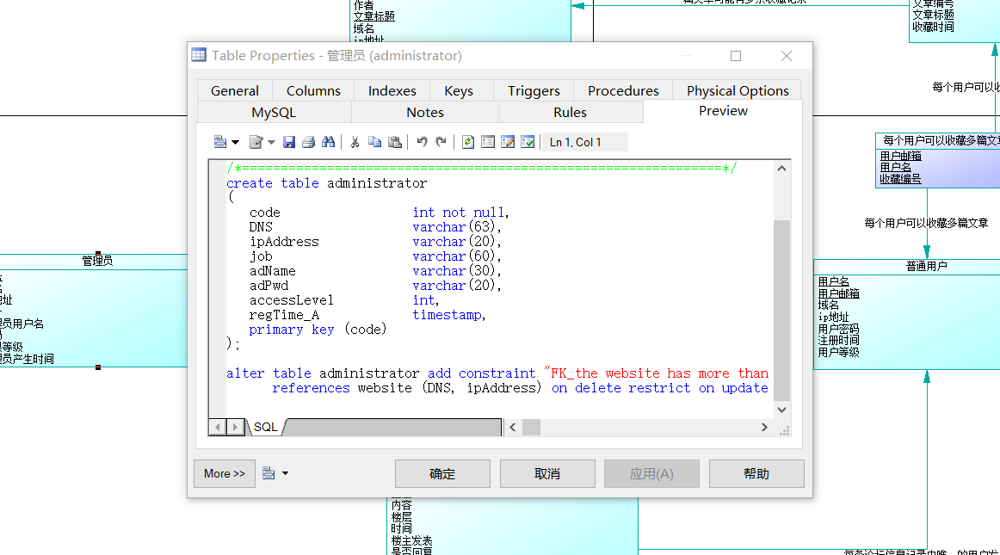 作者
文章标题
域名
ip地址
文章编号
文章标题
收藏时间
每个用户可以收
每个用户可以收藏多篇文章
用户邮箱
用户名
收藏编号
每个用户可以收藏多篇文章
普通用户
用户名
用户邮箱
域名
ip地址
用户密码
注册时间
用户等级
管理员
员用户名
等级
员产生时间
Table Properties - 管理员 (administrator)
General Columns Indexes Keys Triggers Procedures Physical Options
MySQL Notes Rules Preview
Ln 1, Col 1
/*==============================================================*/
create table administrator
(
code int not null,
DNS varchar(63),
ipAddress varchar(20),
job varchar(60),
adName varchar(30),
adPwd varchar(20),
accessLevel int,
regTime_A timestamp,
primary key (code)
);
alter table administrator add constraint "FK_the website has more than
references website (DNS, ipAddress) on delete restrict on update
SQL
More >> 确定 取消 应用(A) 帮助
内容
楼层
时间
楼主发表
是否回复